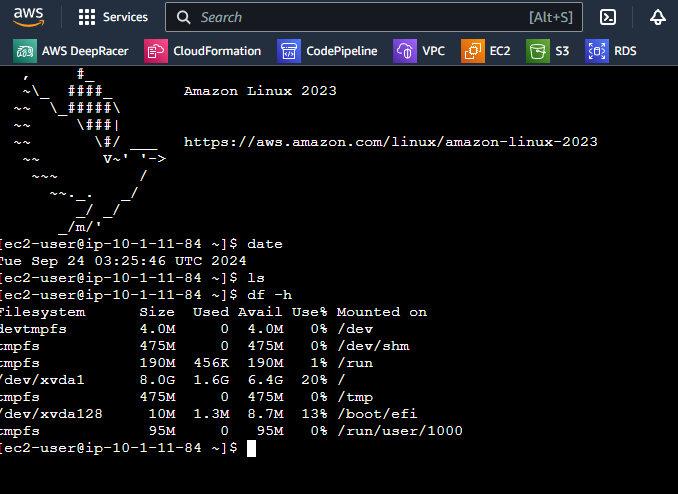 aws Services Search [Alt+S]
AWS DeepRacer CloudFormation CodePipeline VPC EC2 S3 RDS
   ,     #_
   ~\_  ####_        Amazon Linux 2023
  ~~  \_#####\
  ~~     \###|
  ~~       \#/ ___   https://aws.amazon.com/linux/amazon-linux-2023
   ~~       V~' '->
    ~~~         /
      ~~._.   _/
         _/ _/
       _/m/'
[ec2-user@ip-10-1-11-84 ~]$ date
Tue Sep 24 03:25:46 UTC 2024
[ec2-user@ip-10-1-11-84 ~]$ ls
[ec2-user@ip-10-1-11-84 ~]$ df -h
Filesystem      Size  Used Avail Use% Mounted on
devtmpfs        4.0M     0  4.0M   0% /dev
tmpfs           475M     0  475M   0% /dev/shm
tmpfs           190M  456K  190M   1% /run
/dev/xvda1      8.0G  1.6G  6.4G  20% /
tmpfs           475M     0  475M   0% /tmp
/dev/xvda128     10M  1.3M  8.7M  13% /boot/efi
tmpfs            95M     0   95M   0% /run/user/1000
[ec2-user@ip-10-1-11-84 ~]$